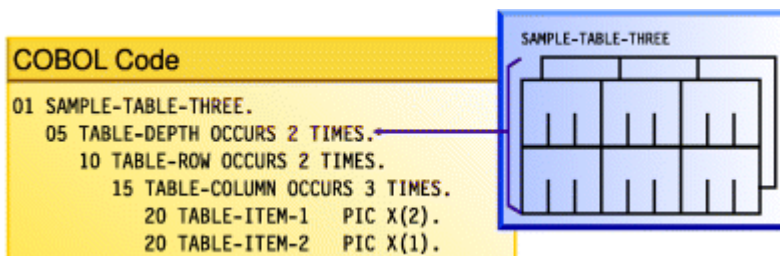 COBOL Code
01 SAMPLE-TABLE-THREE.
05 TABLE-DEPTH OCCURS 2 TIMES.
10 TABLE-ROW OCCURS 2 TIMES.
15 TABLE-COLUMN OCCURS 3 TIMES.
20 TABLE-ITEM-1 PIC X(2).
20 TABLE-ITEM-2 PIC X(1).
SAMPLE-TABLE-THREE